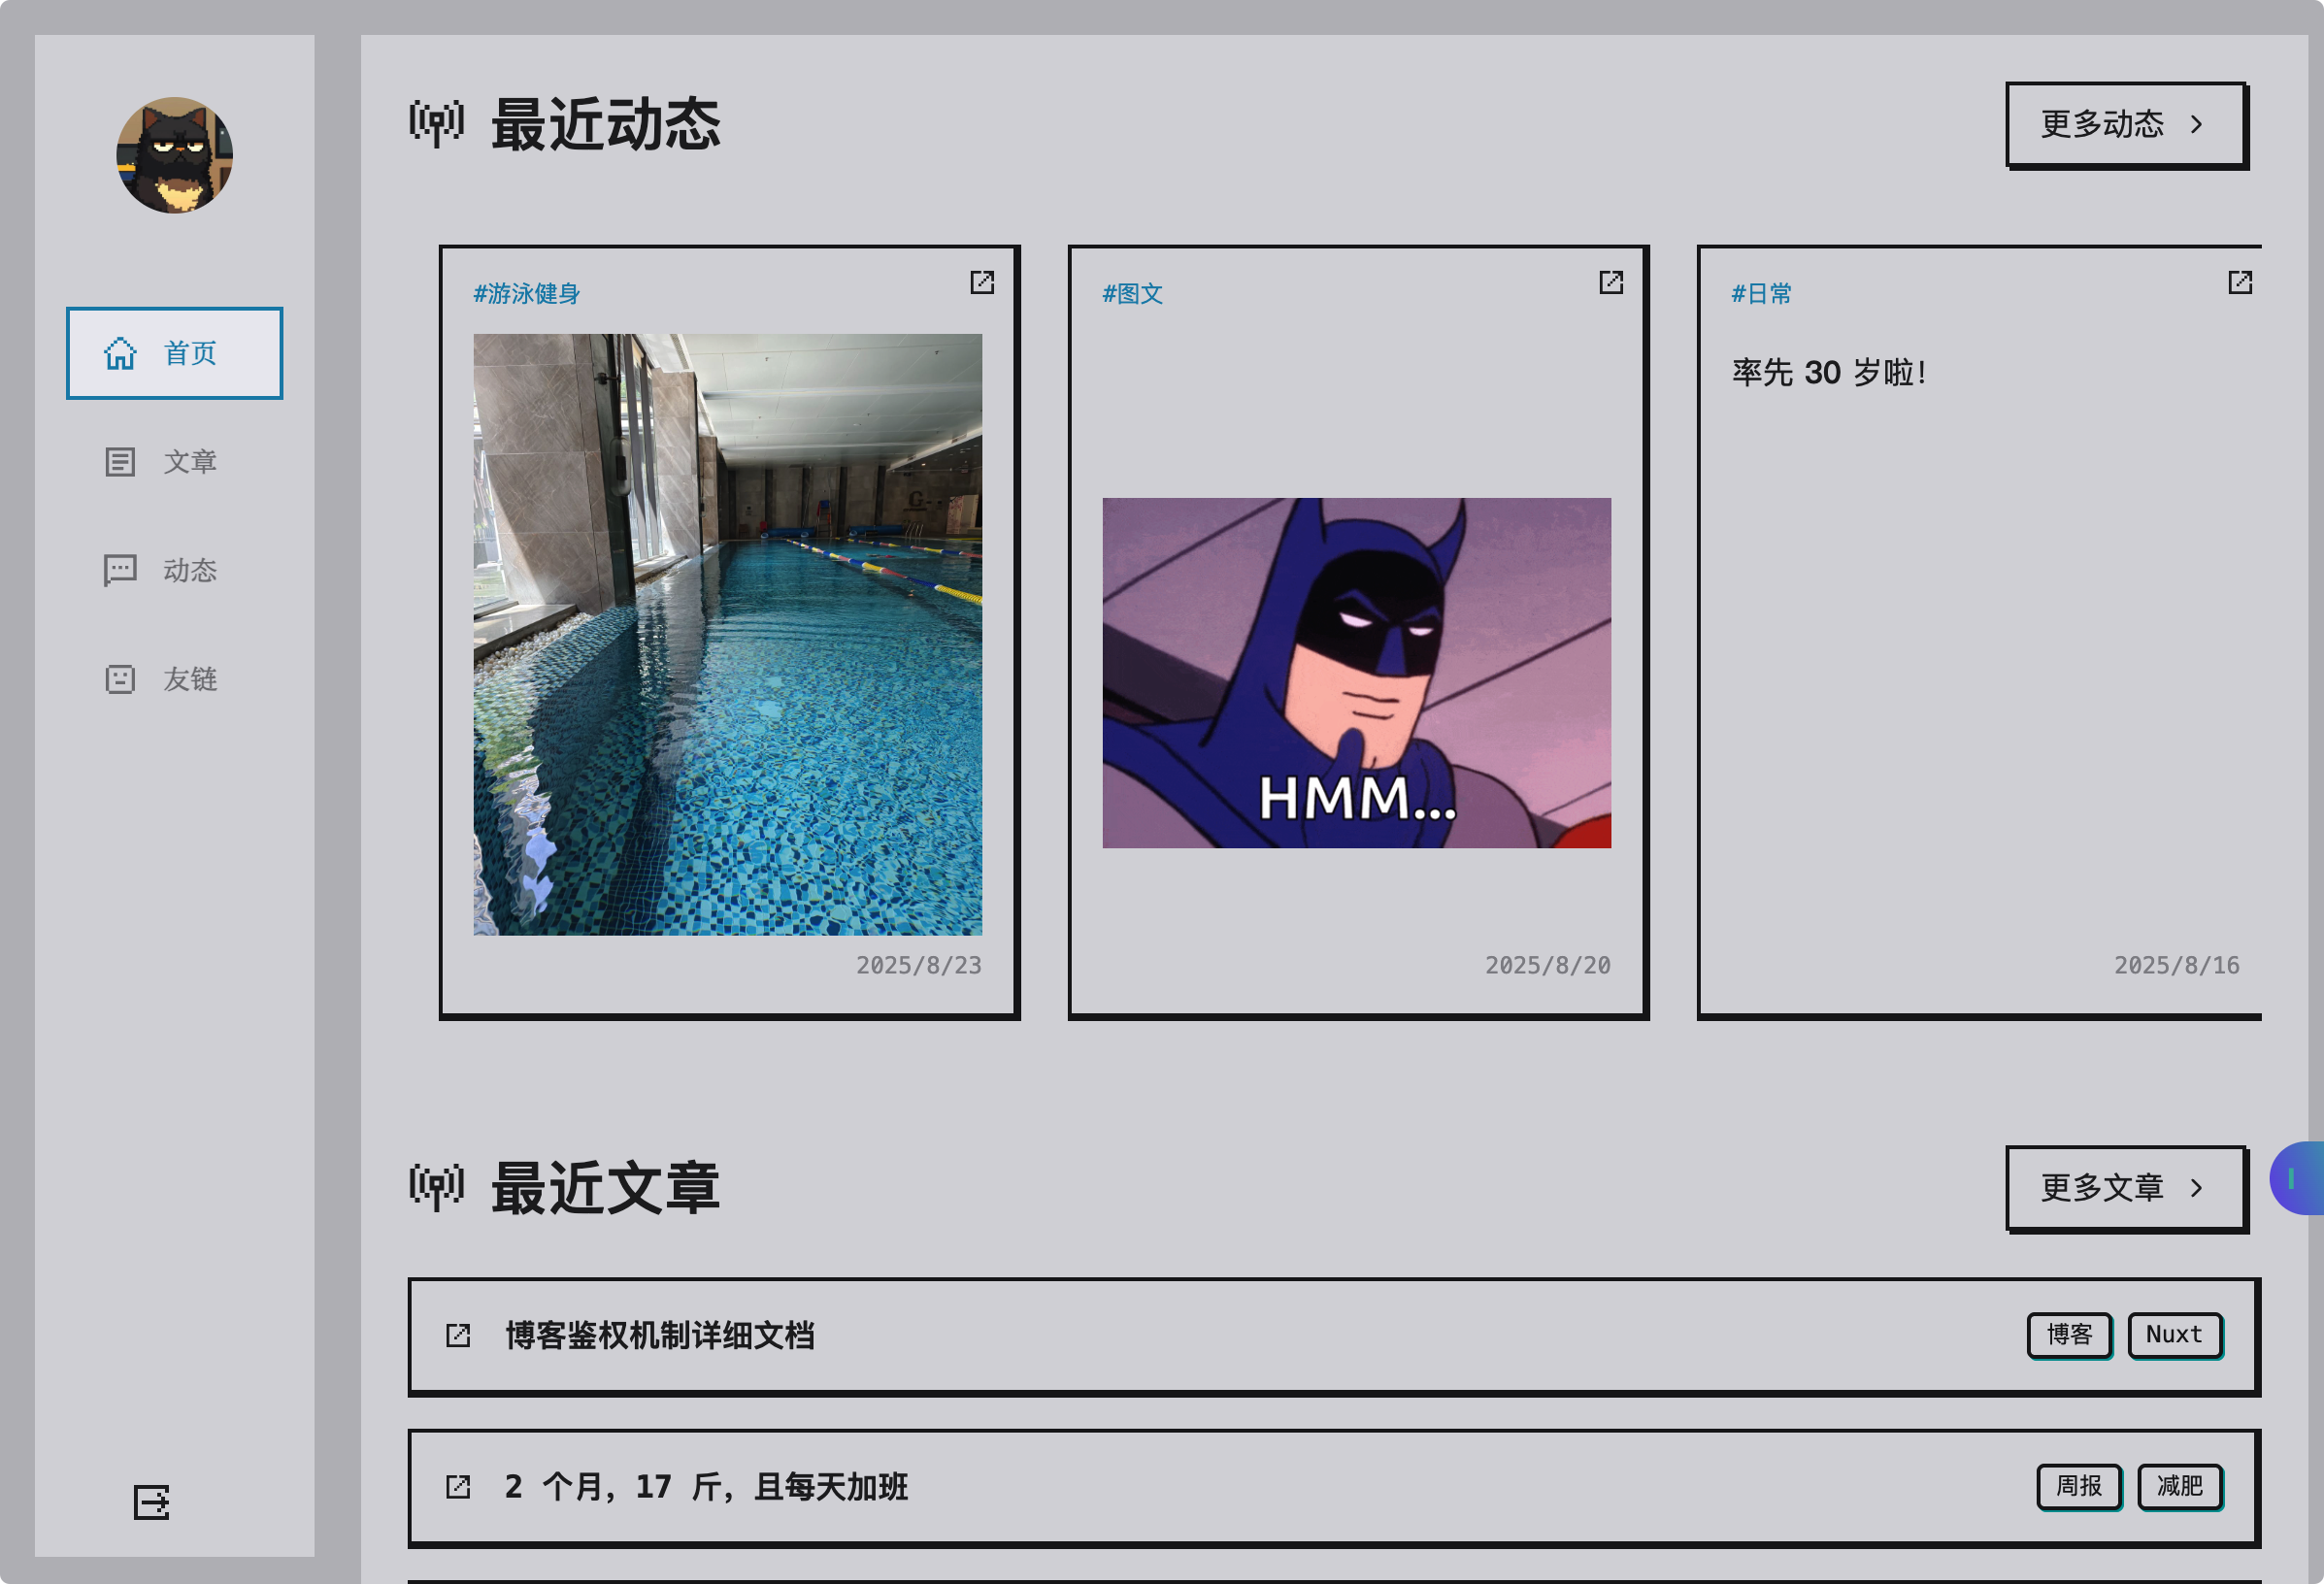 首页
文章
动态
友链
最近动态
更多动态
#游泳健身
2025/8/23
#图文
HMM...
2025/8/20
#日常
率先 30 岁啦！
2025/8/16
最近文章
更多文章
博客鉴权机制详细文档
博客 Nuxt
2 个月，17 斤，且每天加班
周报 减肥